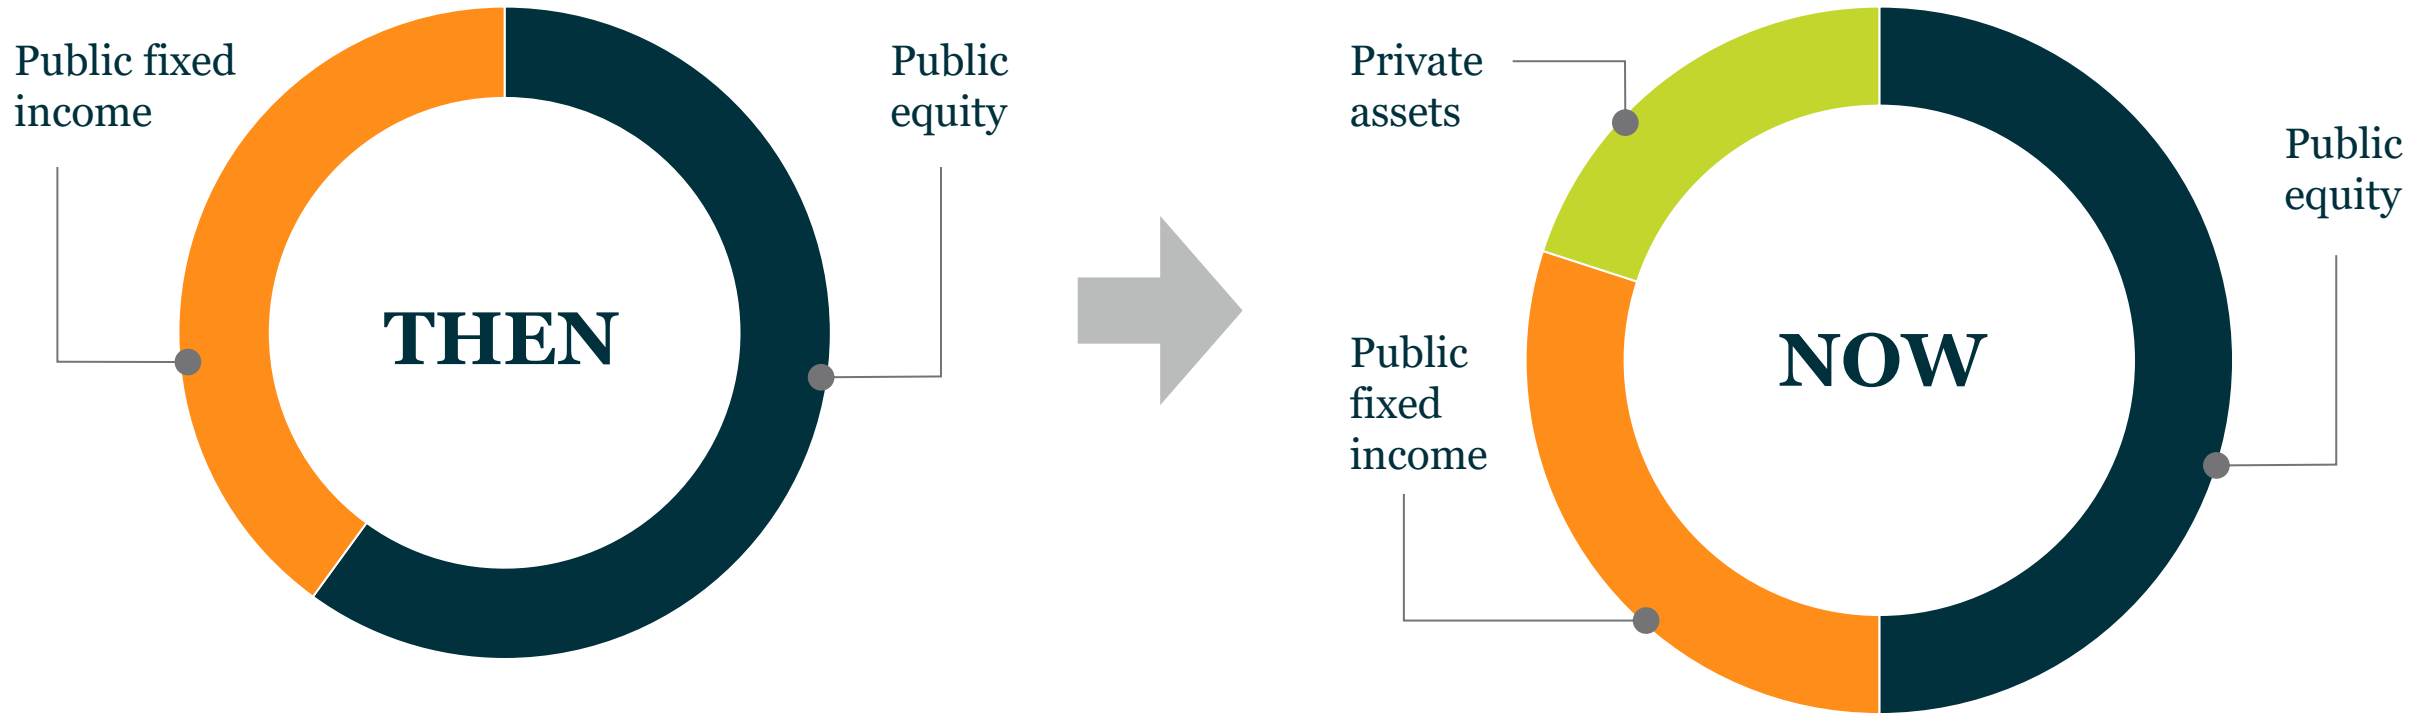 Public fixed
income
Public
equity
THEN
Private
assets
Public
equity
Public
fixed
income
NOW